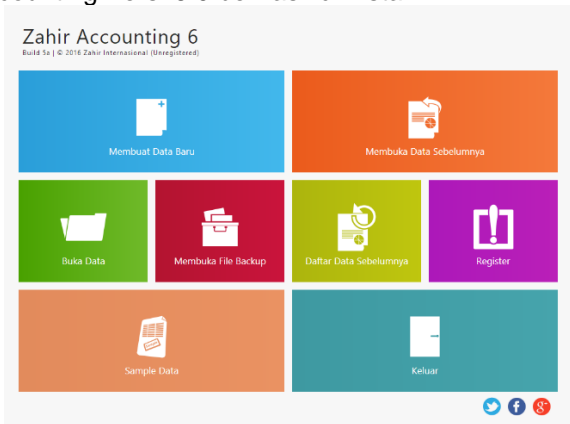 Zahir Accounting 6
Build 5a | © 2016 Zahir Internasional (Unregistered)
Membuat Data Baru
Membuka Data Sebelumnya
Buka Data
Membuka File Backup
Daftar Data Sebelumnya
Register
Sample Data
Keluar